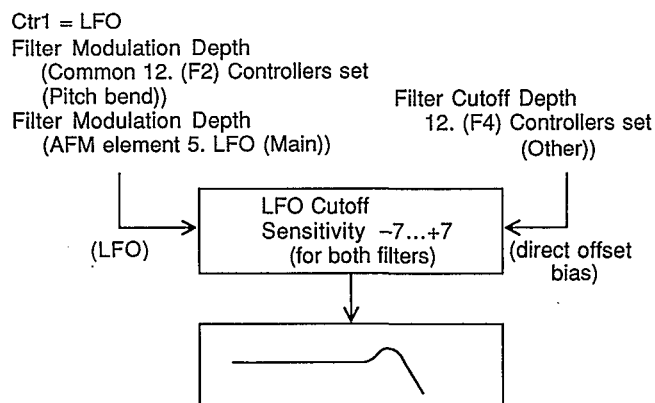 Ctr1 = LFO
Filter Modulation Depth
(Common 12. (F2) Controllers set
(Pitch bend))
Filter Modulation Depth
(AFM element 5. LFO (Main))
Filter Cutoff Depth
12. (F4) Controllers set
(Other))
LFO Cutoff
Sensitivity –7...+7
(for both filters)
(LFO)
(direct offset
bias)